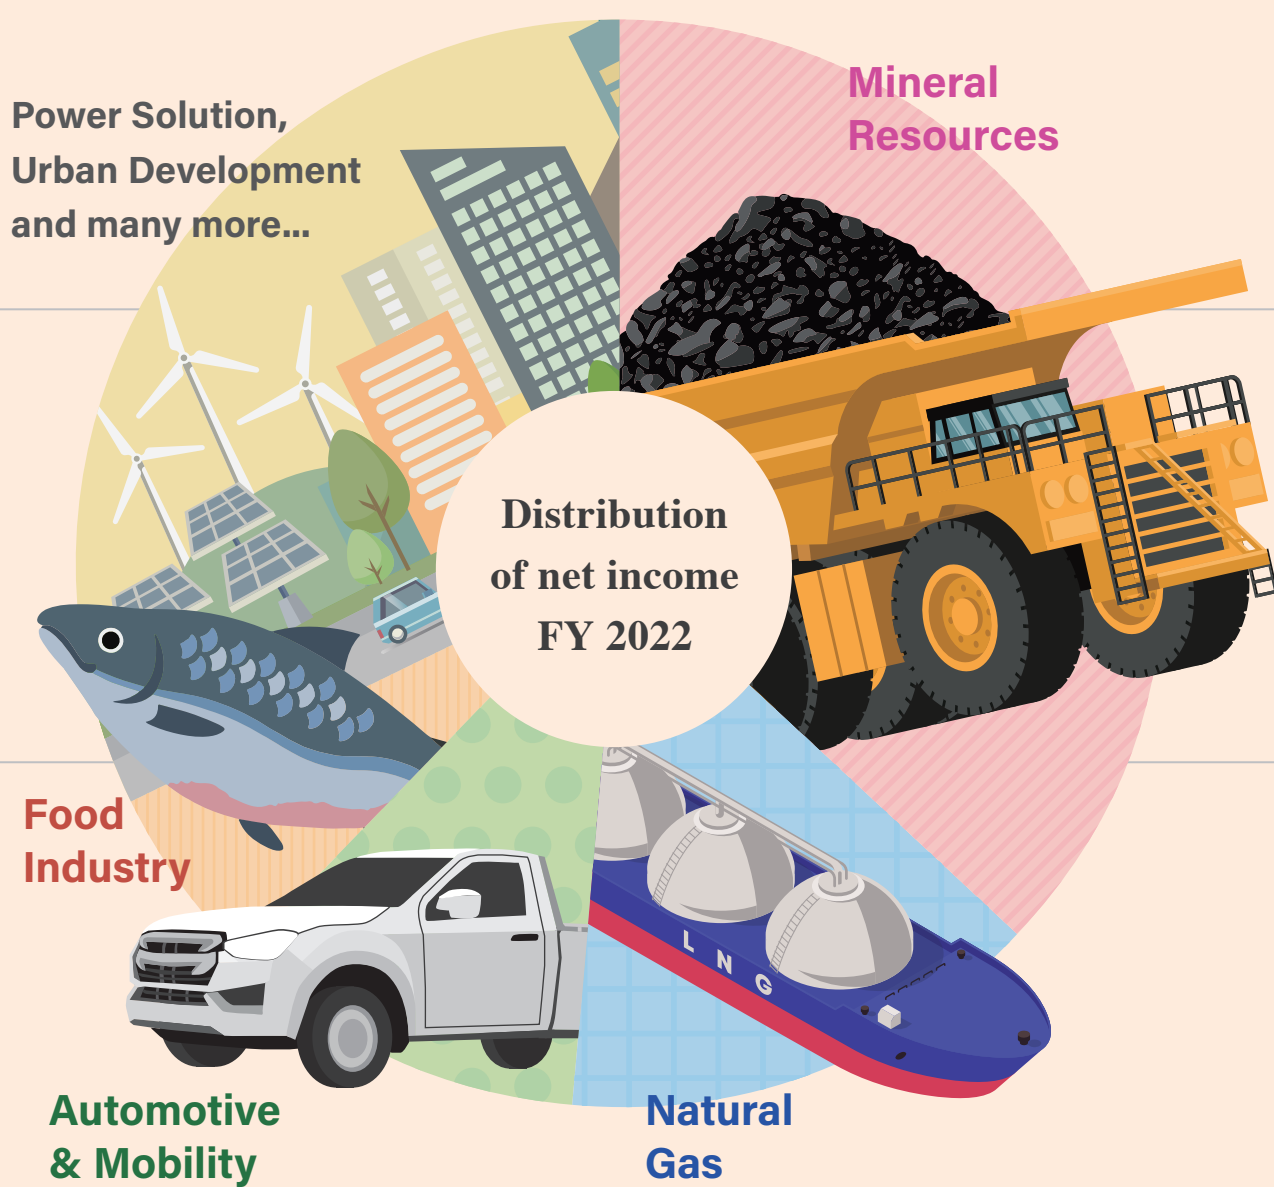 Power Solution,
Urban Development
and many more...
Mineral
Resources
Distribution
of net income
FY 2022
Food
Industry
LNG
Automotive
& Mobility
Natural
Gas